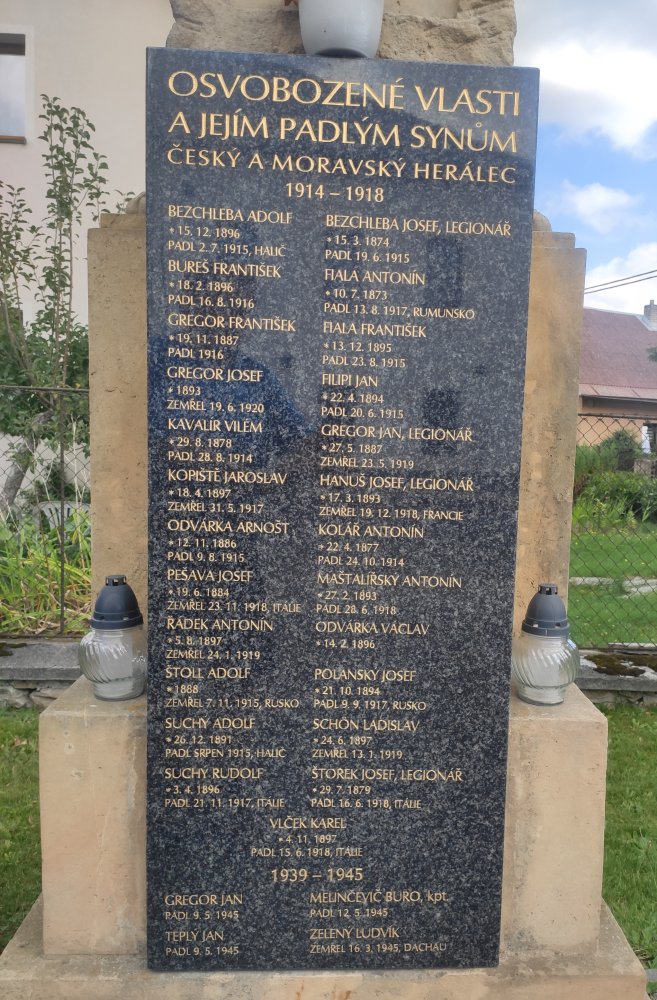 OSVOBOZENÉ VLASTI
A JEJÍM PADLÝM SYNŮM
ČESKÝ A MORAVSKÝ HERÁLEC
1914 – 1918
BEZCHLEBA ADOLF
* 15. 12. 1896
PADL 2. 7. 1915, HALIČ
BUREŠ FRANTIŠEK
* 18. 2. 1896
PADL 16. 8. 1916
GREGOR FRANTIŠEK
* 19. 11. 1887
PADL 1916
GREGOR JOSEF
* 1893
ZEMŘEL 19. 6. 1920
KAVALIR VILÉM
* 29. 8. 1878
PADL 28. 8. 1914
KOPIŠTĚ JAROSLAV
* 18. 4. 1897
ZEMŘEL 31. 5. 1917
ODVÁRKA ARNOŠT
* 12. 11. 1886
PADL 9. 8. 1915
PEŠAVA JOSEF
* 19. 6. 1884
ZEMŘEL 23. 11. 1918, ITÁLIE
RÁDEK ANTONÍN
* 5. 8. 1897
ZEMŘEL 24. 1. 1919
ŠTOLL ADOLF
* 1888
ZEMŘEL 7. 11. 1915, RUSKO
SUCHÝ ADOLF
* 26. 12. 1891
PADL SRPEN 1915, HALIČ
SUCHÝ RUDOLF
* 3. 4. 1896
PADL 21. 11. 1917, ITÁLIE
BEZCHLEBA JOSEF, LEGIONÁŘ
* 15. 3. 1874
PADL 19. 6. 1915
FIALA ANTONÍN
* 10. 7. 1873
PADL 13. 8. 1917, RUMUNSKO
FIALA FRANTIŠEK
* 13. 12. 1895
PADL 23. 8. 1915
FILIPI JAN
* 22. 4. 1894
PADL 20. 6. 1915
GREGOR JAN, LEGIONÁŘ
* 27. 5. 1887
ZEMŘEL 23. 5. 1919
HANUŠ JOSEF, LEGIONÁŘ
* 17. 3. 1893
ZEMŘEL 19. 12. 1918, FRANCIE
KOLÁŘ ANTONÍN
* 22. 4. 1877
PADL 24. 10. 1914
MAŠTALÍŘSKÝ ANTONÍN
* 27. 2. 1893
PADL 28. 6. 1918
ODVÁRKA VÁCLAV
* 14. 2. 1896
POLANSKÝ JOSEF
* 21. 10. 1894
PADL 9. 9. 1917, RUSKO
SCHÖN LADISLAV
* 24. 6. 1897
ZEMŘEL 13. 1. 1919
ŠTOREK JOSEF, LEGIONÁŘ
* 29. 7. 1879
PADL 16. 6. 1918, ITÁLIE
VLČEK KAREL
* 4. 11. 1897
PADL 15. 6. 1918, ITÁLIE
1939 – 1945
GREGOR JAN
PADL 9. 5. 1945
TEPLÝ JAN
PADL 9. 5. 1945
MELINČEVIČ BURO, kpt.
PADL 12. 5. 1945
ZELENÝ LUDVÍK
ZEMŘEL 16. 3. 1945, DACHAU